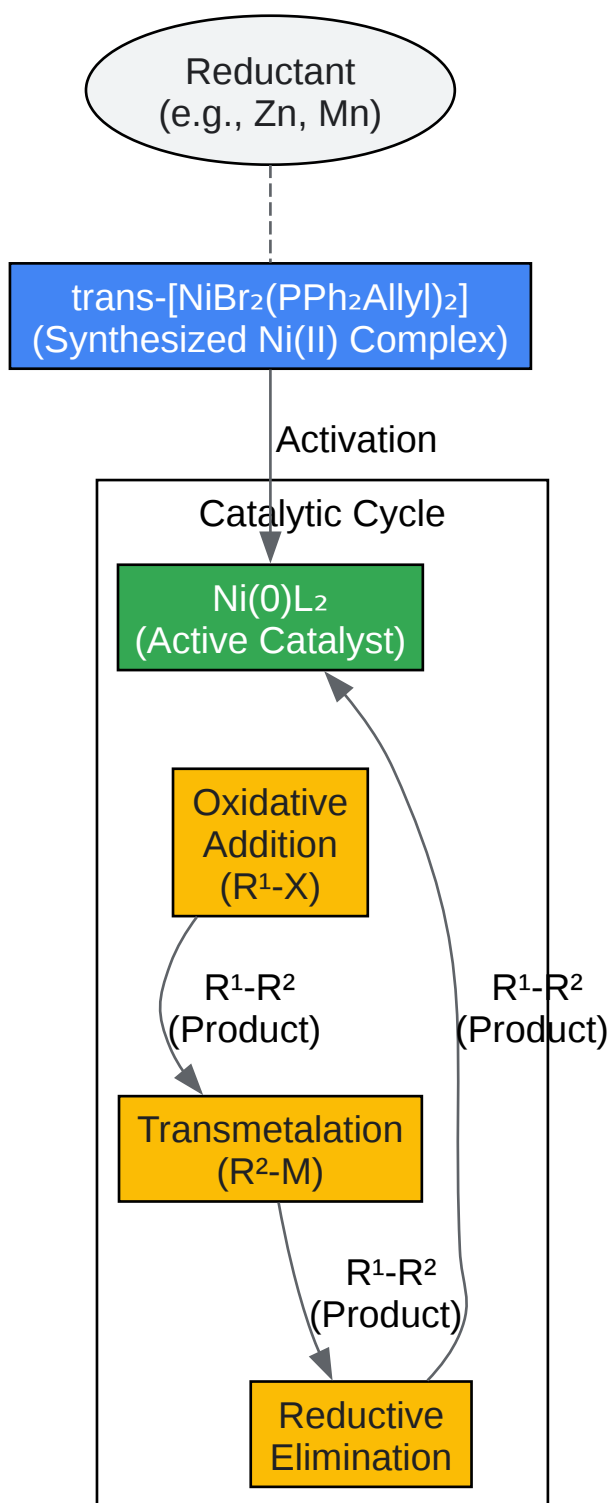 Reductant
(e.g., Zn, Mn)
trans-[NiBr₂(PPh₂Allyl)₂]
(Synthesized Ni(II) Complex)
Activation
Catalytic Cycle
Ni(0)L₂
(Active Catalyst)
Oxidative
Addition
(R¹-X)
R¹-R²
(Product)
R¹-R²
(Product)
Transmetalation
(R²-M)
R¹-R²
(Product)
Reductive
Elimination